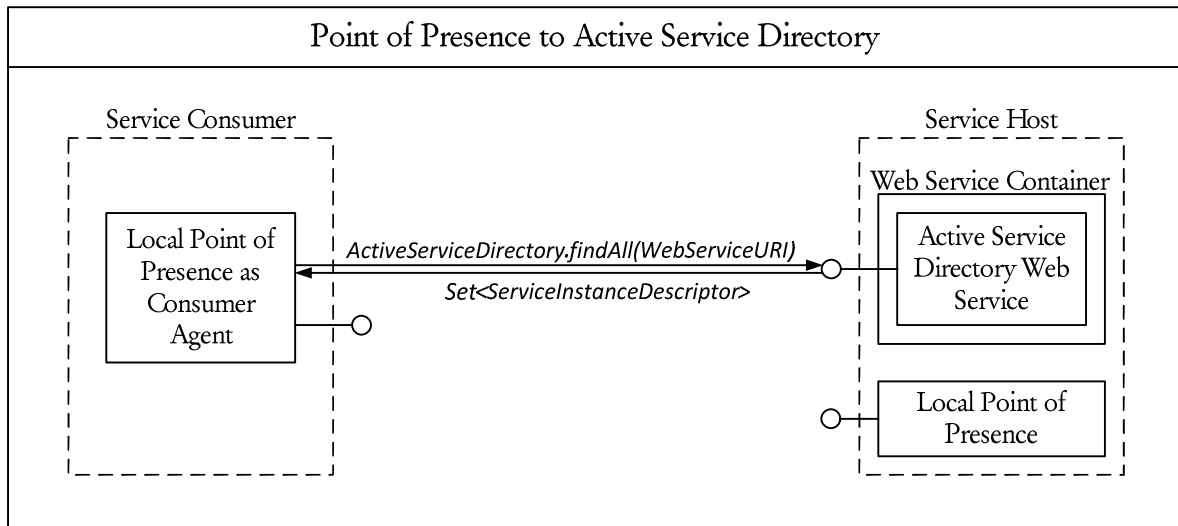 Point of Presence to Active Service Directory
Service Consumer
Service Host
Web Service Container
Local Point of
Presence as
Consumer
Agent
ActiveServiceDirectory.findAll(WebServiceURI)
Set<ServiceInstanceDescriptor>
Active Service
Directory Web
Service
Local Point of
Presence